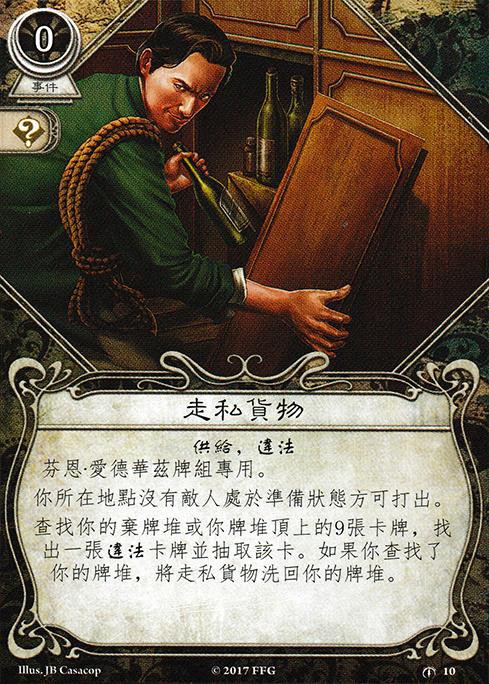 0
事件
?
走私貨物
供給，違法
芬恩·愛德華茲牌組專用。
你所在地點沒有敵人處於準備狀態方可打出。
查找你的棄牌堆或你牌堆頂上的9張卡牌，找
出一張違法卡牌並抽取該卡。如果你查找了
你的牌堆，將走私貨物洗回你的牌堆。
Illus. JB Casacop © 2017 FFG 10